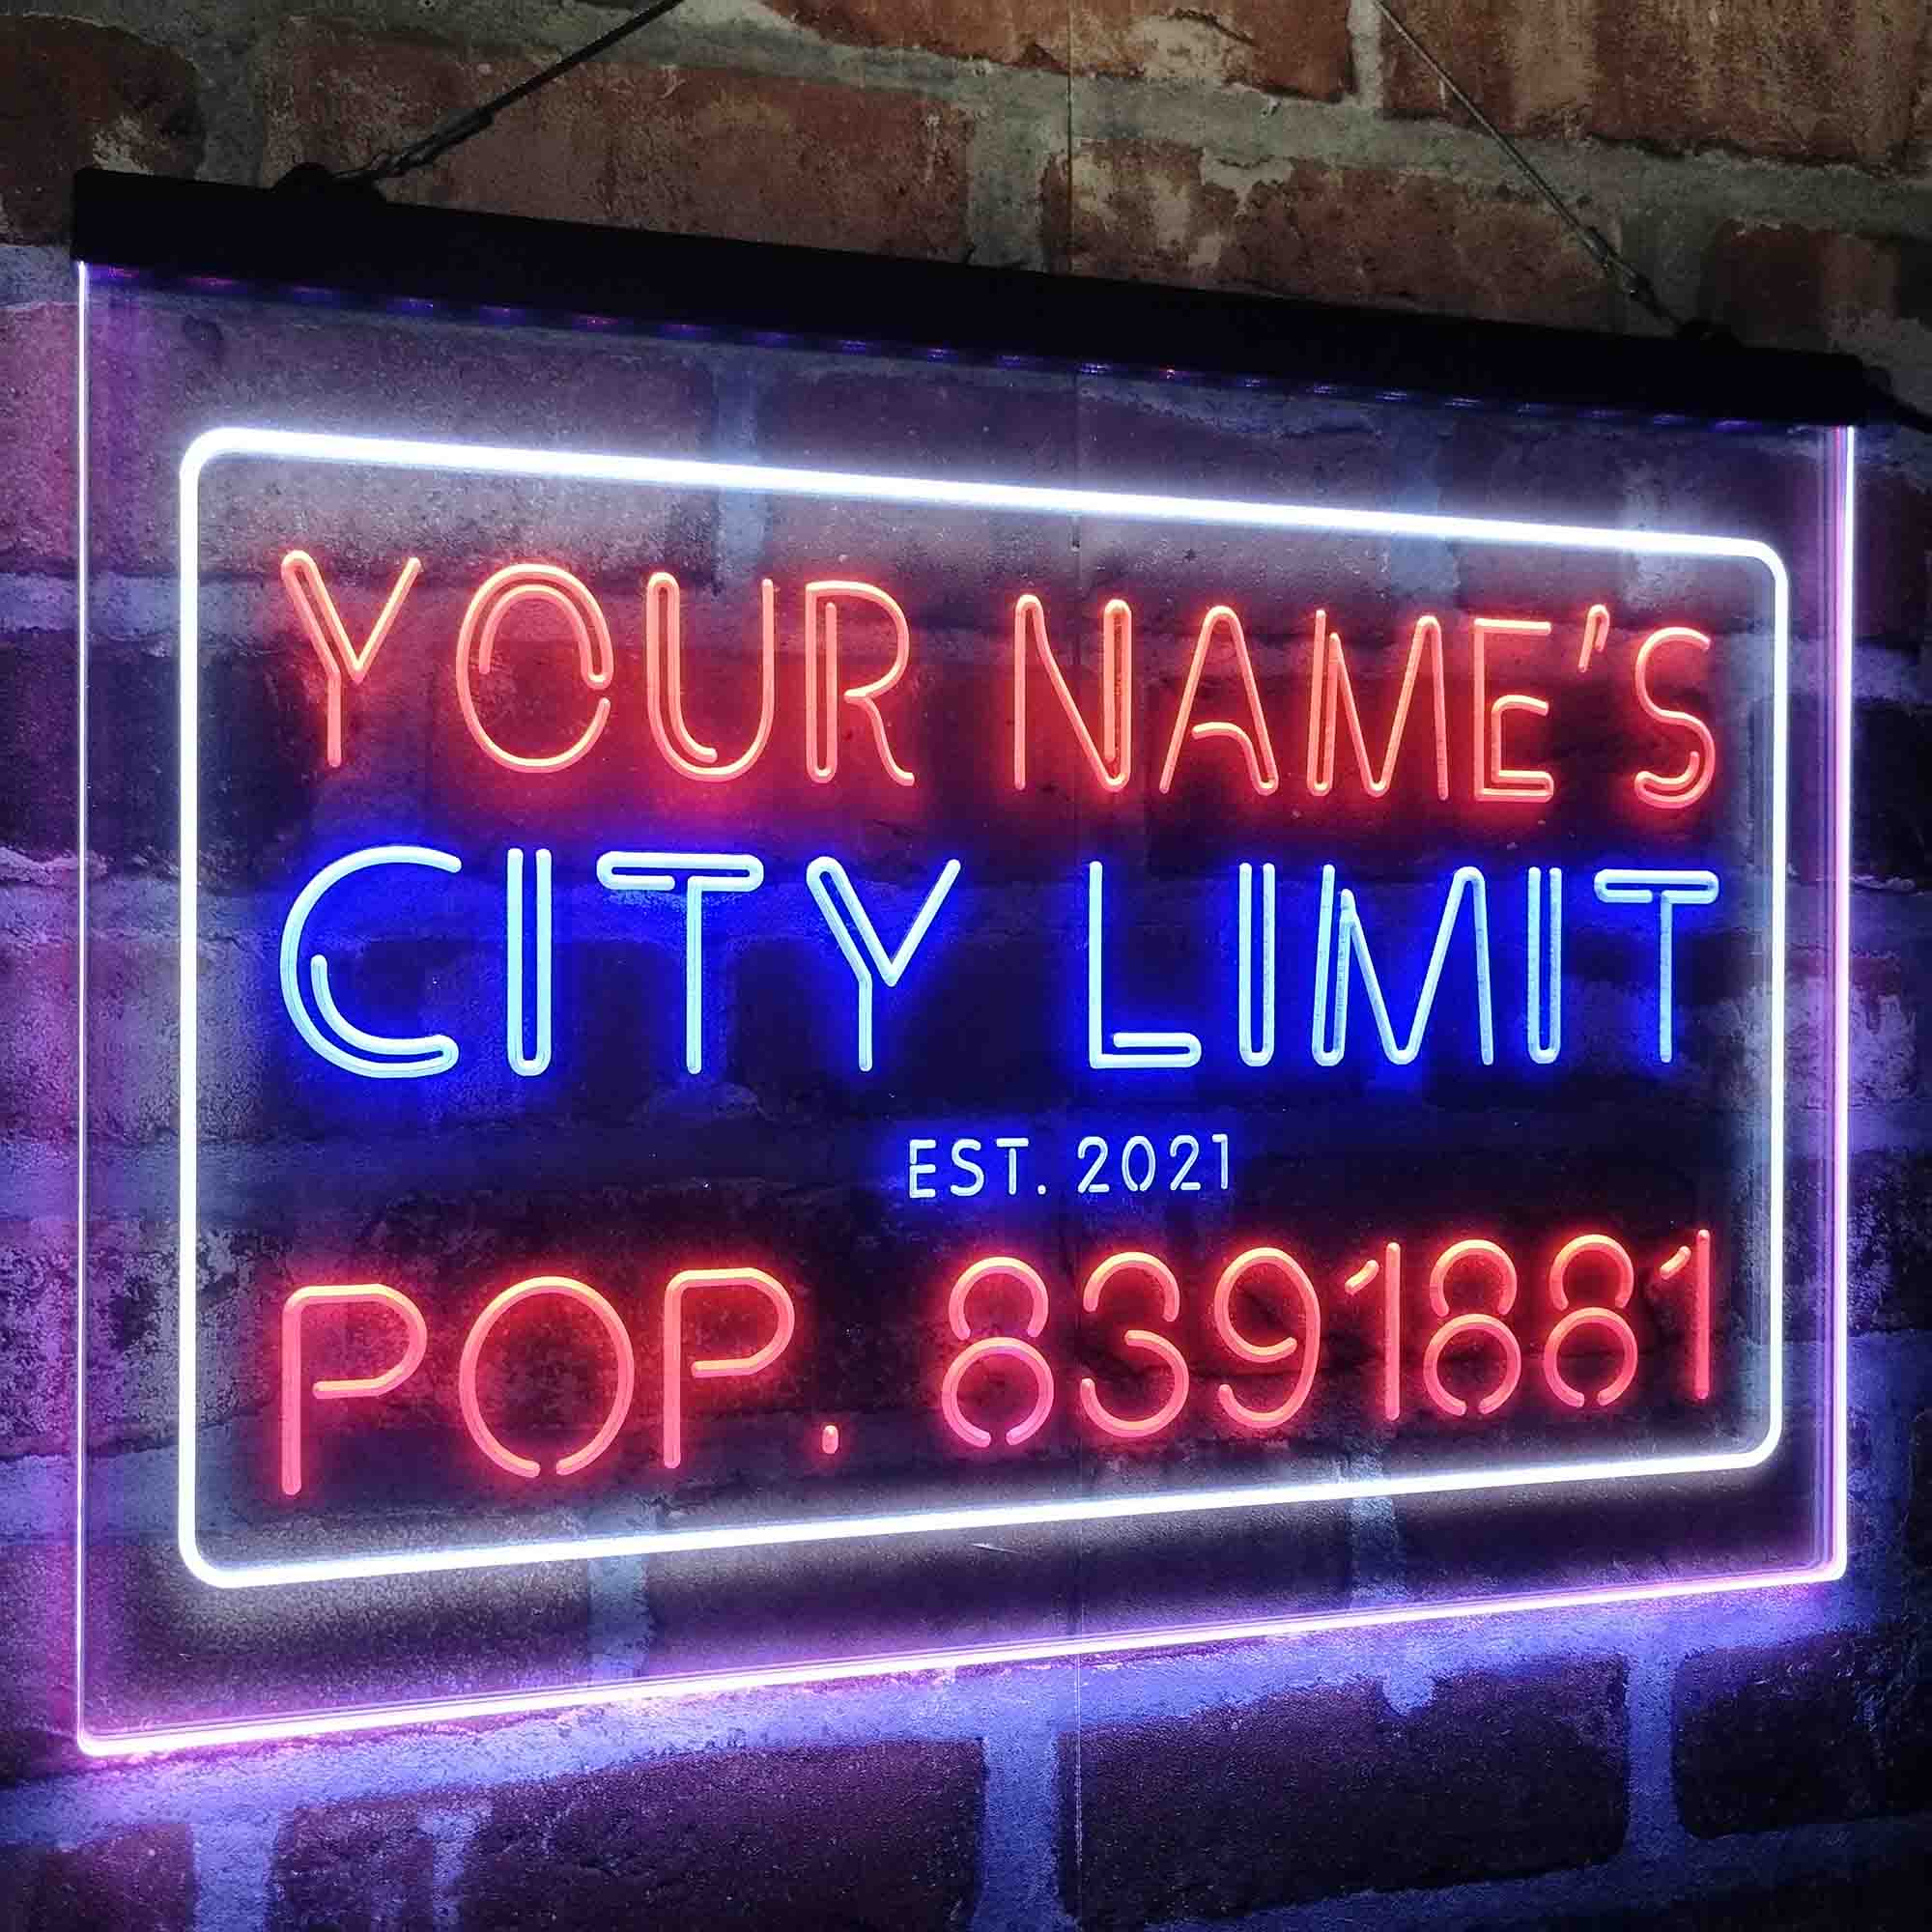 YOUR NAME'S
CITY LIMIT
EST. 2021
POP. 8391881